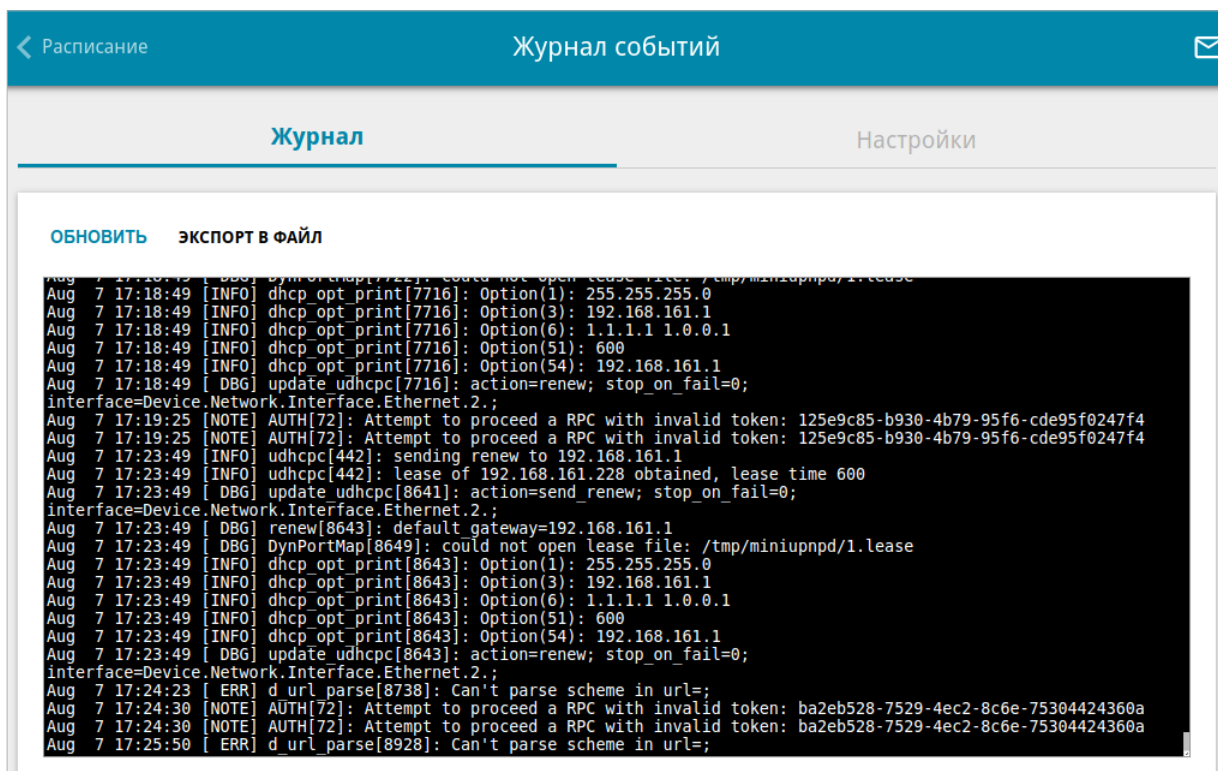 Расписание
Журнал событий
Журнал
Настройки
ОБНОВИТЬ
ЭКСПОРТ В ФАЙЛ
Aug  7 17:18:49 [ DBG] DynPortMap[7722]: could not open lease file: /tmp/miniupnpd/1.lease
Aug  7 17:18:49 [INFO] dhcp_opt_print[7716]: Option(1): 255.255.255.0
Aug  7 17:18:49 [INFO] dhcp_opt_print[7716]: Option(3): 192.168.161.1
Aug  7 17:18:49 [INFO] dhcp_opt_print[7716]: Option(6): 1.1.1.1 1.0.0.1
Aug  7 17:18:49 [INFO] dhcp_opt_print[7716]: Option(51): 600
Aug  7 17:18:49 [INFO] dhcp_opt_print[7716]: Option(54): 192.168.161.1
Aug  7 17:18:49 [ DBG] update_udhcpc[7716]: action=renew; stop_on_fail=0;
interface=Device.Network.Interface.Ethernet.2.;
Aug  7 17:19:25 [NOTE] AUTH[72]: Attempt to proceed a RPC with invalid token: 125e9c85-b930-4b79-95f6-cde95f0247f4
Aug  7 17:19:25 [NOTE] AUTH[72]: Attempt to proceed a RPC with invalid token: 125e9c85-b930-4b79-95f6-cde95f0247f4
Aug  7 17:23:49 [INFO] udhcpc[442]: sending renew to 192.168.161.1
Aug  7 17:23:49 [INFO] udhcpc[442]: lease of 192.168.161.228 obtained, lease time 600
Aug  7 17:23:49 [ DBG] update_udhcpc[8641]: action=send_renew; stop_on_fail=0;
interface=Device.Network.Interface.Ethernet.2.;
Aug  7 17:23:49 [ DBG] renew[8643]: default_gateway=192.168.161.1
Aug  7 17:23:49 [ DBG] DynPortMap[8649]: could not open lease file: /tmp/miniupnpd/1.lease
Aug  7 17:23:49 [INFO] dhcp_opt_print[8643]: Option(1): 255.255.255.0
Aug  7 17:23:49 [INFO] dhcp_opt_print[8643]: Option(3): 192.168.161.1
Aug  7 17:23:49 [INFO] dhcp_opt_print[8643]: Option(6): 1.1.1.1 1.0.0.1
Aug  7 17:23:49 [INFO] dhcp_opt_print[8643]: Option(51): 600
Aug  7 17:23:49 [INFO] dhcp_opt_print[8643]: Option(54): 192.168.161.1
Aug  7 17:23:49 [ DBG] update_udhcpc[8643]: action=renew; stop_on_fail=0;
interface=Device.Network.Interface.Ethernet.2.;
Aug  7 17:24:23 [ ERR] d_url_parse[8738]: Can't parse scheme in url=;
Aug  7 17:24:30 [NOTE] AUTH[72]: Attempt to proceed a RPC with invalid token: ba2eb528-7529-4ec2-8c6e-75304424360a
Aug  7 17:24:30 [NOTE] AUTH[72]: Attempt to proceed a RPC with invalid token: ba2eb528-7529-4ec2-8c6e-75304424360a
Aug  7 17:25:50 [ ERR] d_url_parse[8928]: Can't parse scheme in url=;